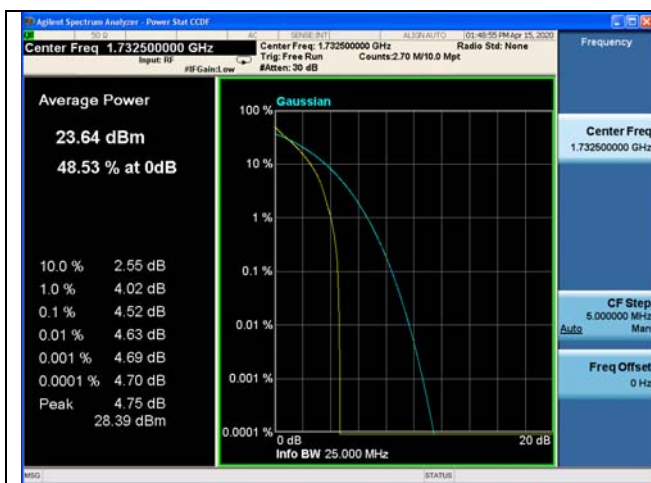 Agilent Spectrum Analyzer - Power Stat CCDF
50 Ω AC SENSE:INT ALIGN AUTO 01:48:55 PM Apr 15, 2020
Center Freq 1.732500000 GHz
Input: RF
#IFGain:Low
Center Freq: 1.732500000 GHz Radio Std: None
Trig: Free Run Counts:2.70 M/10.0 Mpt
#Atten: 30 dB
Frequency
Average Power
23.64 dBm
48.53 % at 0dB
10.0 % 2.55 dB
1.0 % 4.02 dB
0.1 % 4.52 dB
0.01 % 4.63 dB
0.001 % 4.69 dB
0.0001 % 4.70 dB
Peak 4.75 dB
28.39 dBm
Gaussian
100 %
10 %
1 %
0.1 %
0.01 %
0.001 %
0.0001 %
0 dB 20 dB
Info BW 25.000 MHz
Center Freq
1.732500000 GHz
CF Step
5.000000 MHz
Auto Man
Freq Offset
0 Hz
MSG STATUS